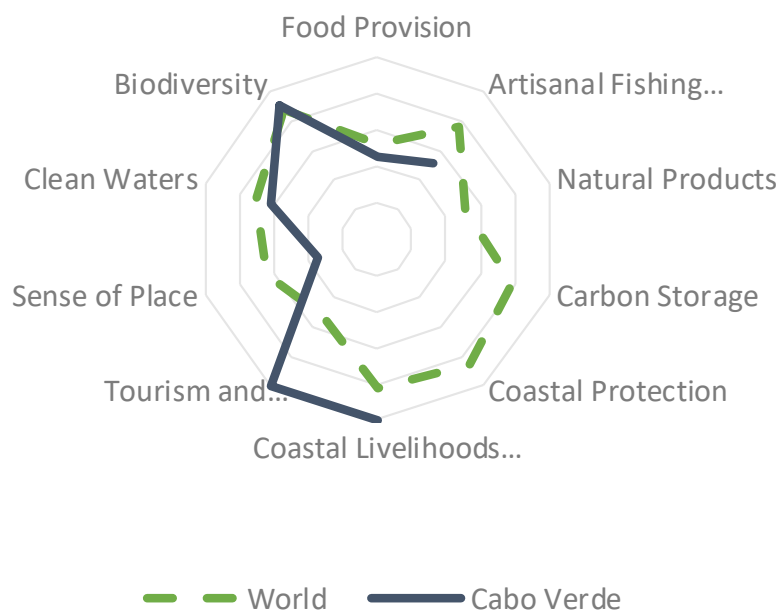 Food Provision
Artisanal Fishing...
Natural Products
Carbon Storage
Coastal Protection
Coastal Livelihoods...
Tourism and...
Sense of Place
Clean Waters
Biodiversity
World
Cabo Verde